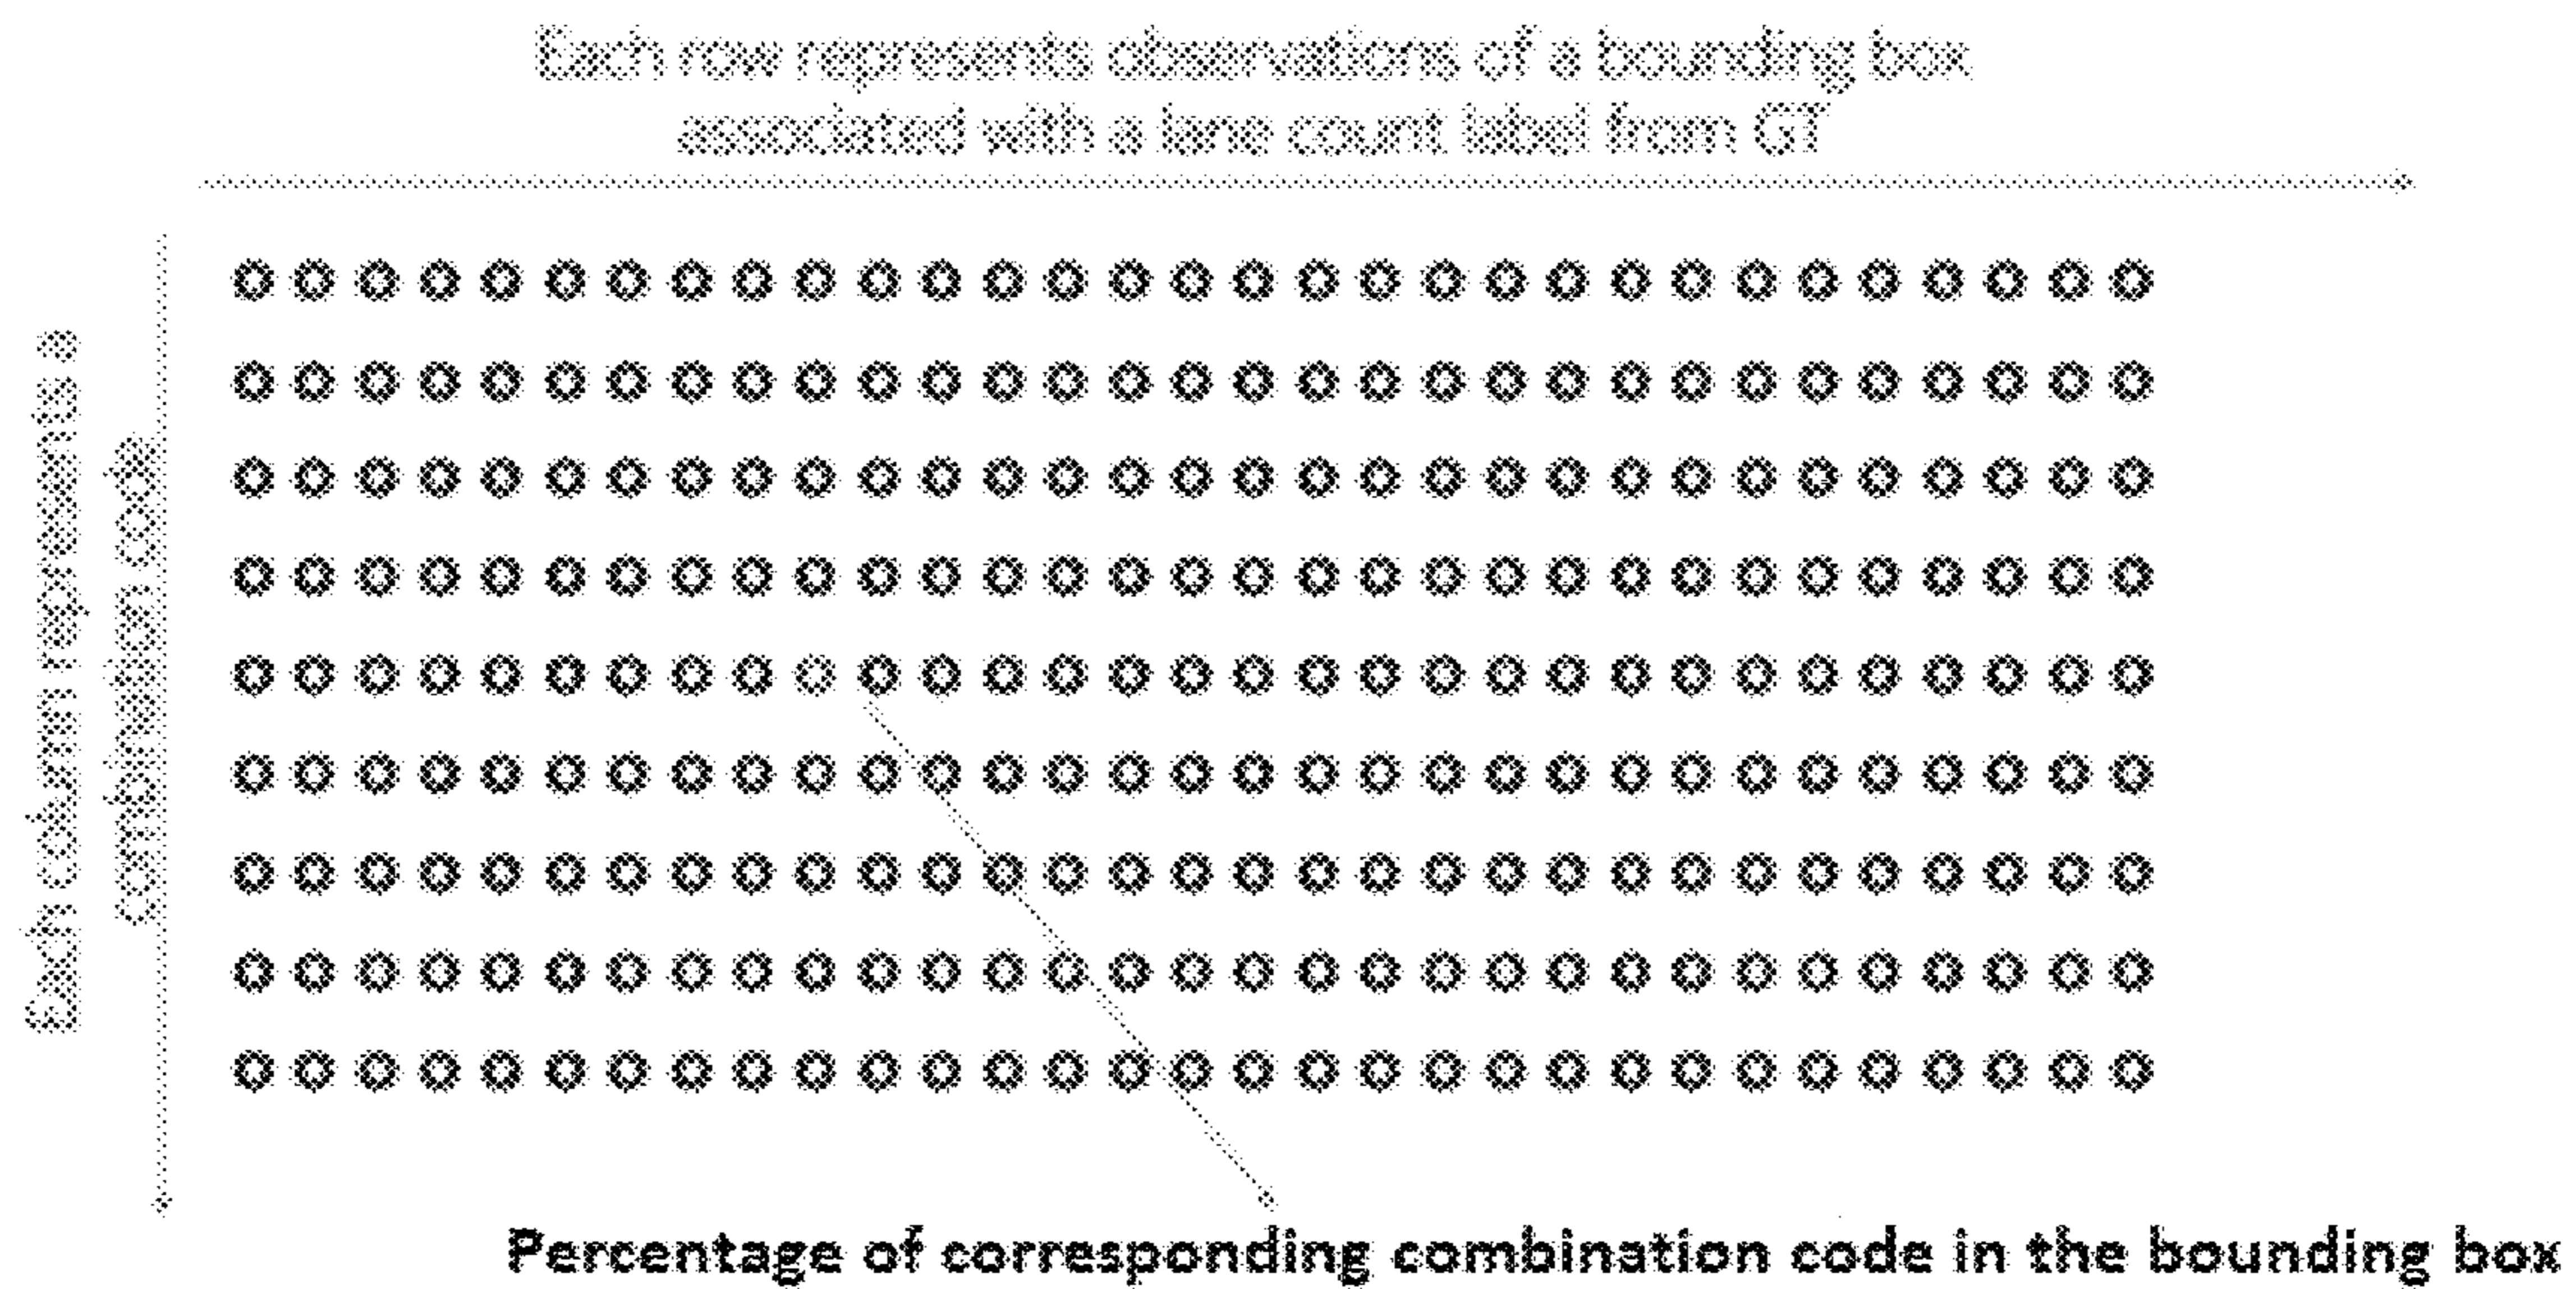 Each row represents observations of a bounding box
associated with a lane count label from GT
Each column represents a
combination code
Percentage of corresponding combination code in the bounding box